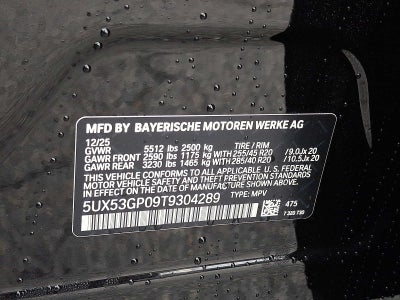 MFD BY BAYERISCHE MOTOREN WERKE AG
12/25
GVWR 5512 lbs 2500 kg TIRE / RIM
GAWR FRONT 2590 lbs 1175 kg WITH 255/45 R20 / 9.0Jx 20
GAWR REAR 3230 lbs 1465 kg WITH 285/40 R20 / 10.5Jx 20
THIS VEHICLE CONFORMS TO ALL APPLICABLE U.S. FEDERAL
MOTOR VEHICLE SAFETY AND THEFT PREVENTION STANDARDS
IN EFFECT ON THE DATE OF MANUFACTURE SHOWN ABOVE.
5UX53GP09T9304289 TYPE: MPV
475